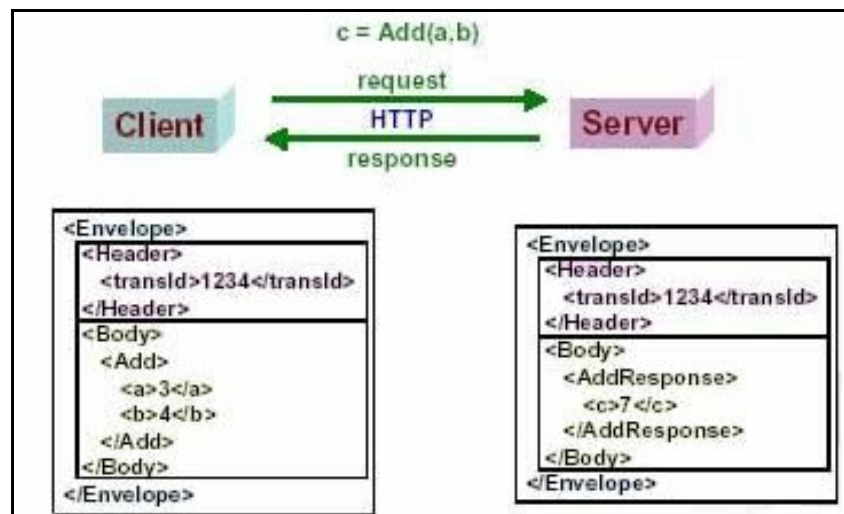 c = Add(a,b)
request
Client
HTTP
Server
response
<Envelope>
<Header>
<transId>1234</transId>
</Header>
<Body>
<Add>
<a>3</a>
<b>4</b>
</Add>
</Body>
</Envelope>
<Envelope>
<Header>
<transId>1234</transId>
</Header>
<Body>
<AddResponse>
<c>7</c>
</AddResponse>
</Body>
</Envelope>